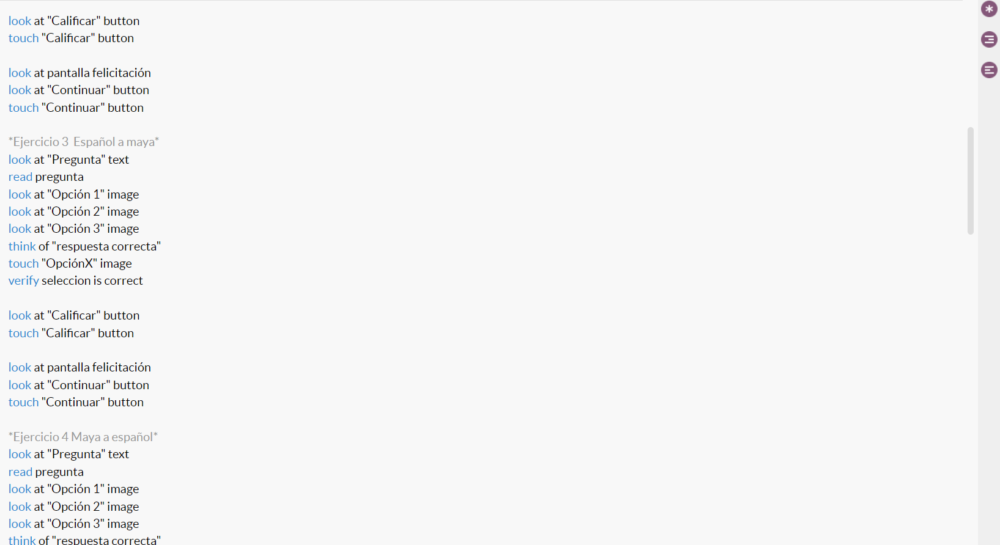 look at "Calificar" button
touch "Calificar" button
look at pantalla felicitación
look at "Continuar" button
touch "Continuar" button
*Ejercicio 3  Español a maya*
look at "Pregunta" text
read pregunta
look at "Opción 1" image
look at "Opción 2" image
look at "Opción 3" image
think of "respuesta correcta"
touch "OpciónX" image
verify seleccion is correct
look at "Calificar" button
touch "Calificar" button
look at pantalla felicitación
look at "Continuar" button
touch "Continuar" button
*Ejercicio 4 Maya a español*
look at "Pregunta" text
read pregunta
look at "Opción 1" image
look at "Opción 2" image
look at "Opción 3" image
think of "respuesta correcta"